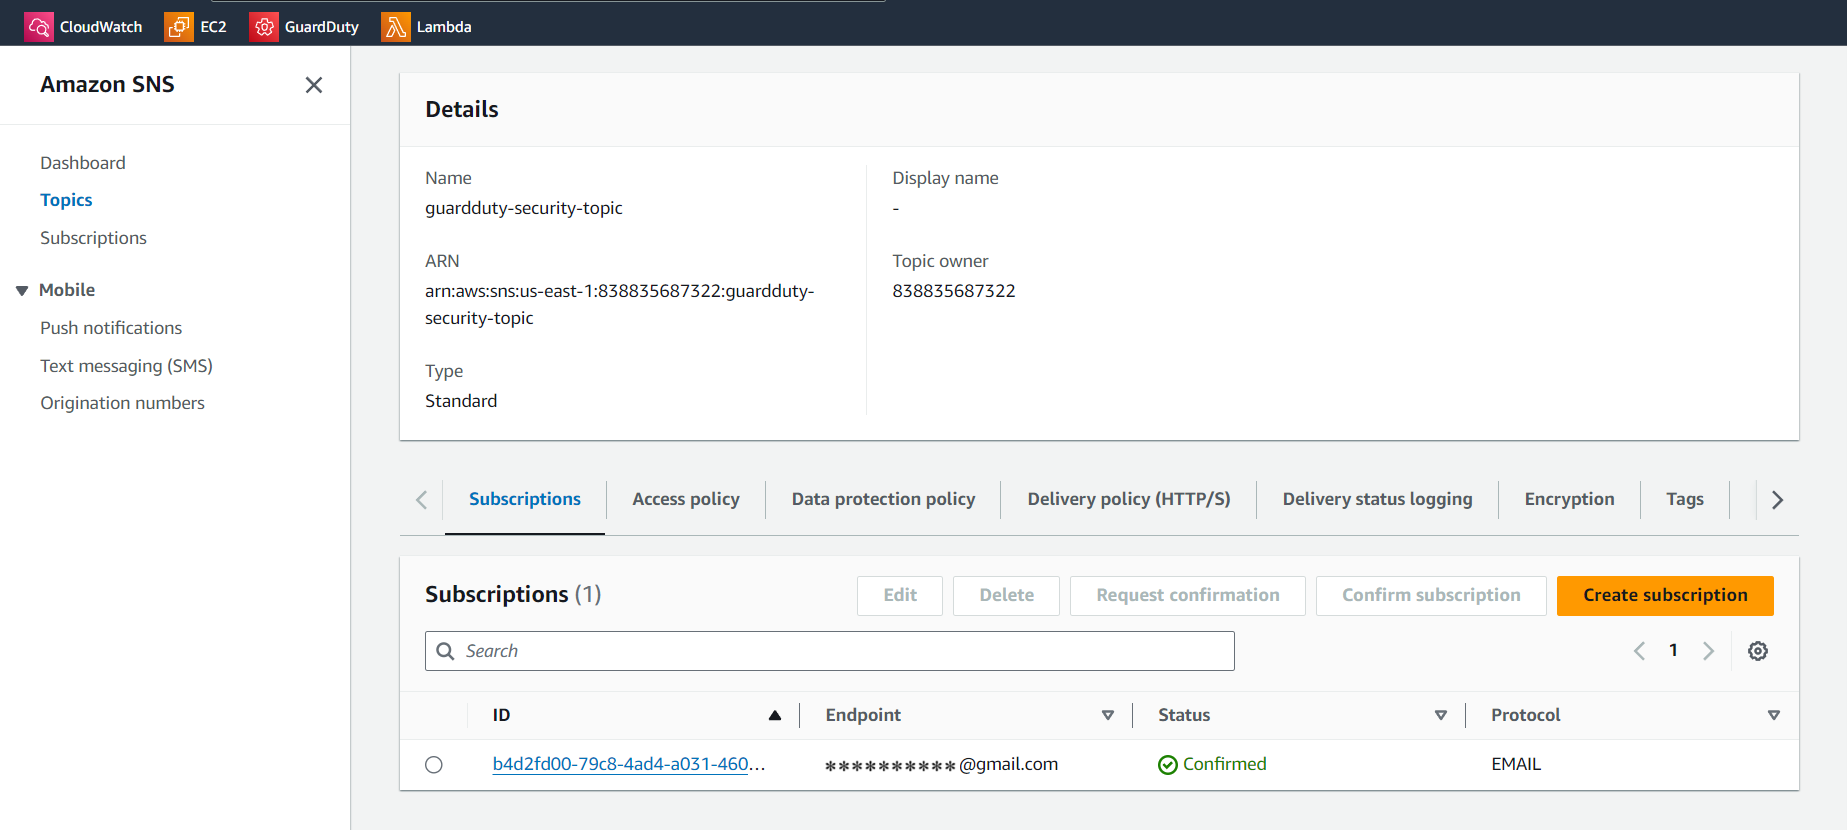 CloudWatch EC2 GuardDuty Lambda
Amazon SNS
Dashboard
Topics
Subscriptions
Mobile
Push notifications
Text messaging (SMS)
Origination numbers
Details
Name
guardduty-security-topic
ARN
arn:aws:sns:us-east-1:838835687322:guardduty-
security-topic
Type
Standard
Display name
-
Topic owner
838835687322
Subscriptions Access policy Data protection policy Delivery policy (HTTP/S) Delivery status logging Encryption Tags
Subscriptions (1)
Edit Delete Request confirmation Confirm subscription Create subscription
Search
1
ID Endpoint Status Protocol
b4d2fd00-79c8-4ad4-a031-460... **********@gmail.com Confirmed EMAIL